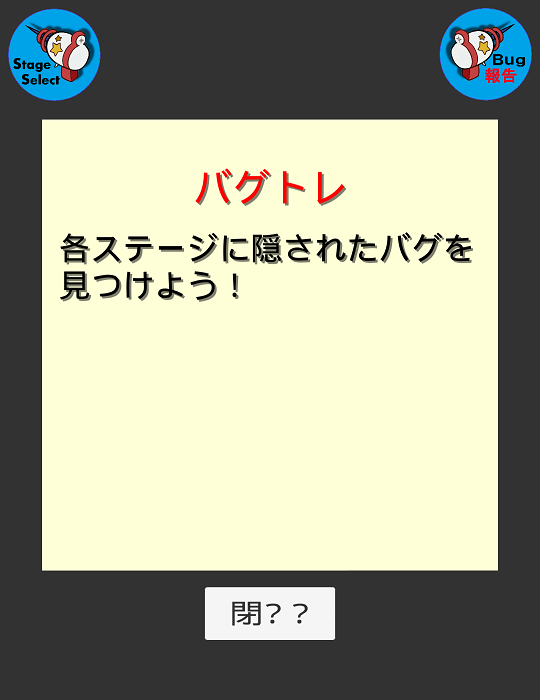 Stage
Select
Bug
報告
バグトレ
各ステージに隠されたバグを
見つけよう！
閉？？